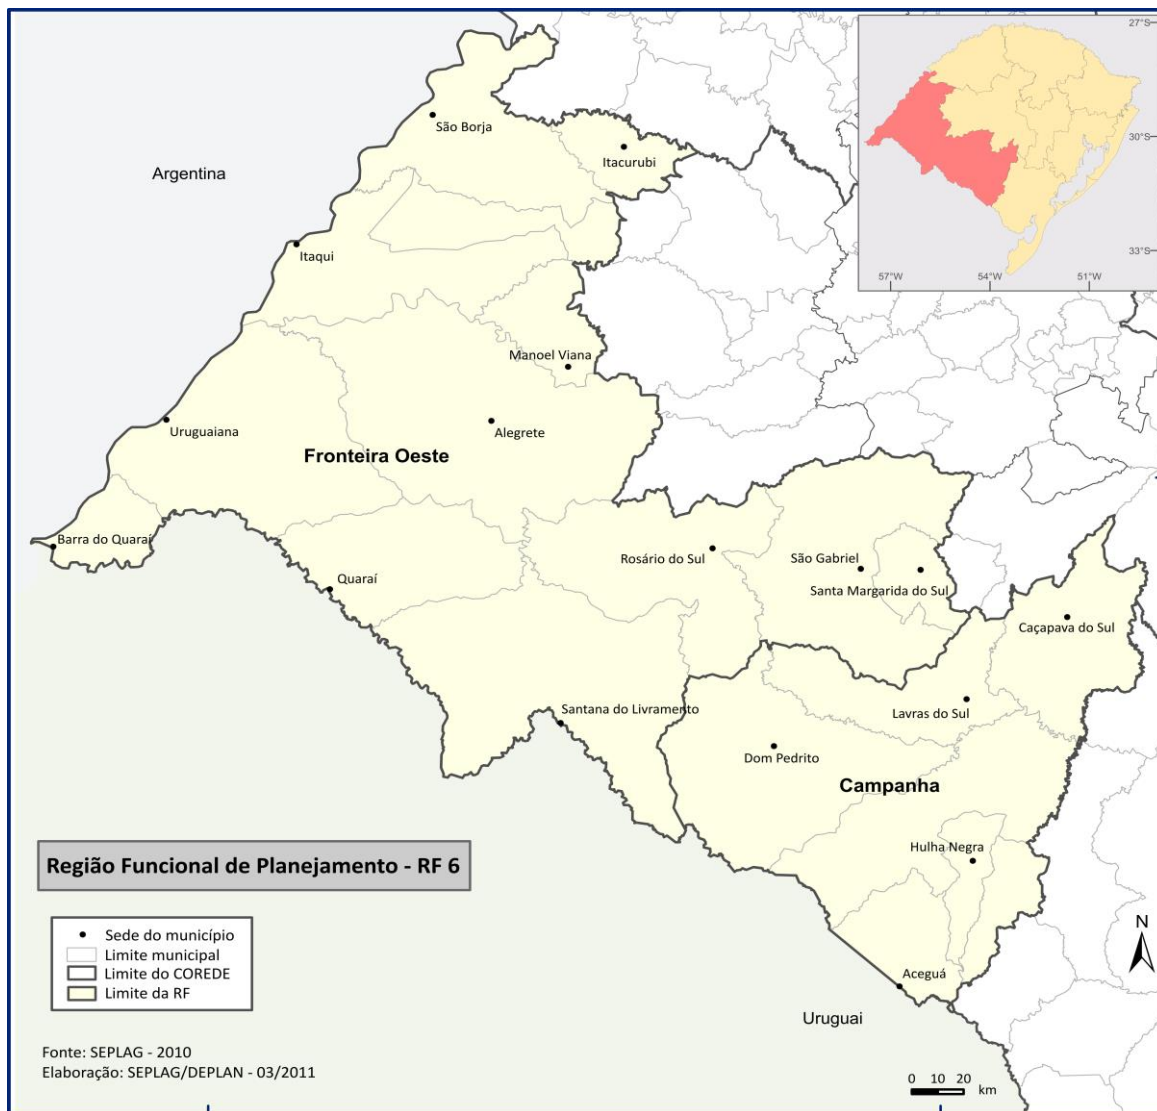 27°S
São Borja
Itacurubi
30°S
Argentina
Itaqui
33°S
57°W 54°W 51°W
Manoel Viana
Uruguaiana
Alegrete
Fronteira Oeste
Barra do Quaraí
Rosário do Sul
São Gabriel
Quaraí
Santa Margarida do Sul
Caçapava do Sul
Santana do Livramento
Lavras do Sul
Dom Pedrito
Campanha
Hulha Negra
Região Funcional de Planejamento - RF 6
N
Sede do município
Limite municipal
Limite do COREDE
Limite da RF
Aceguá
Uruguai
Fonte: SEPLAG - 2010
Elaboração: SEPLAG/DEPLAN - 03/2011
0 10 20 km